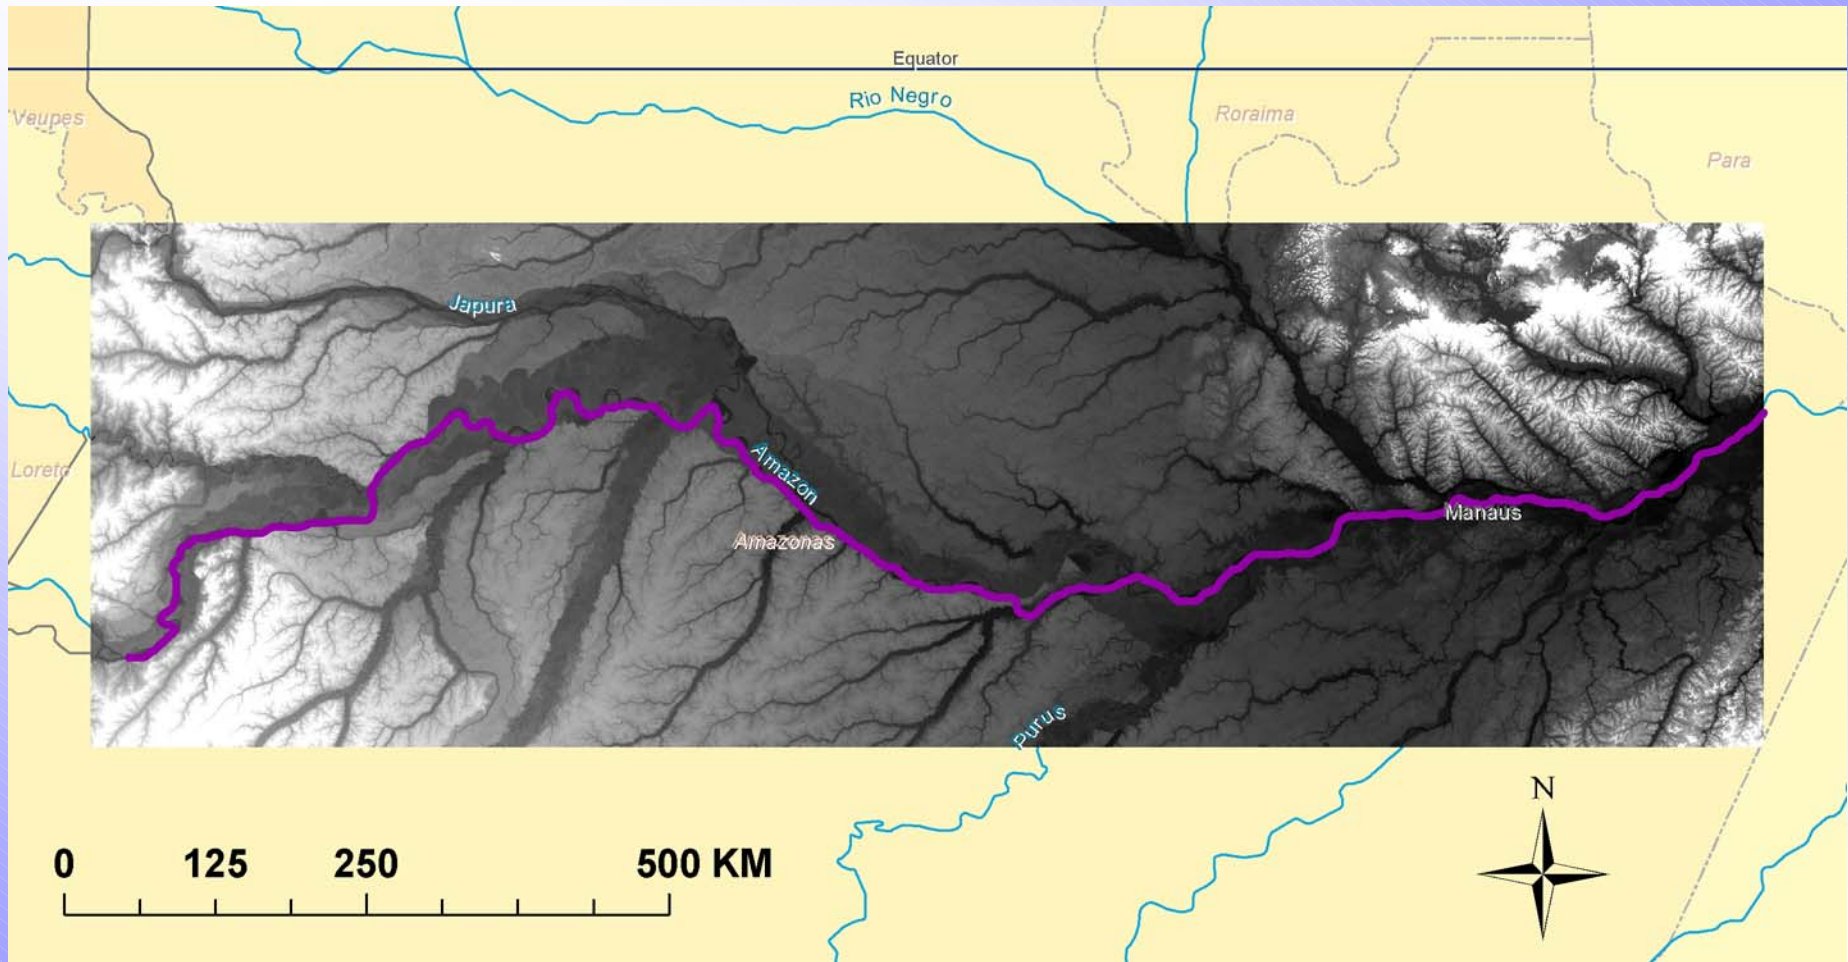 Equator
Rio Negro
Vaupes
Roraima
Para
Japura
Loreto
Amazon
Manaus
Amazonas
Purus
N
0 125 250 500 KM